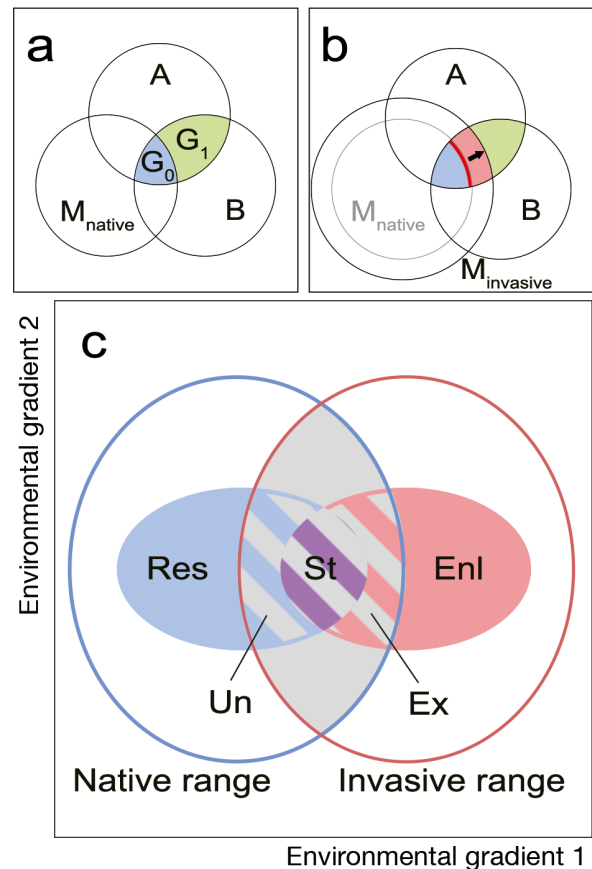 a
A
G0
G1
Mnative
B
b
A
Mnative
B
Minvasive
c
Environmental gradient 2
Res
St
Enl
Un
Ex
Native range
Invasive range
Environmental gradient 1